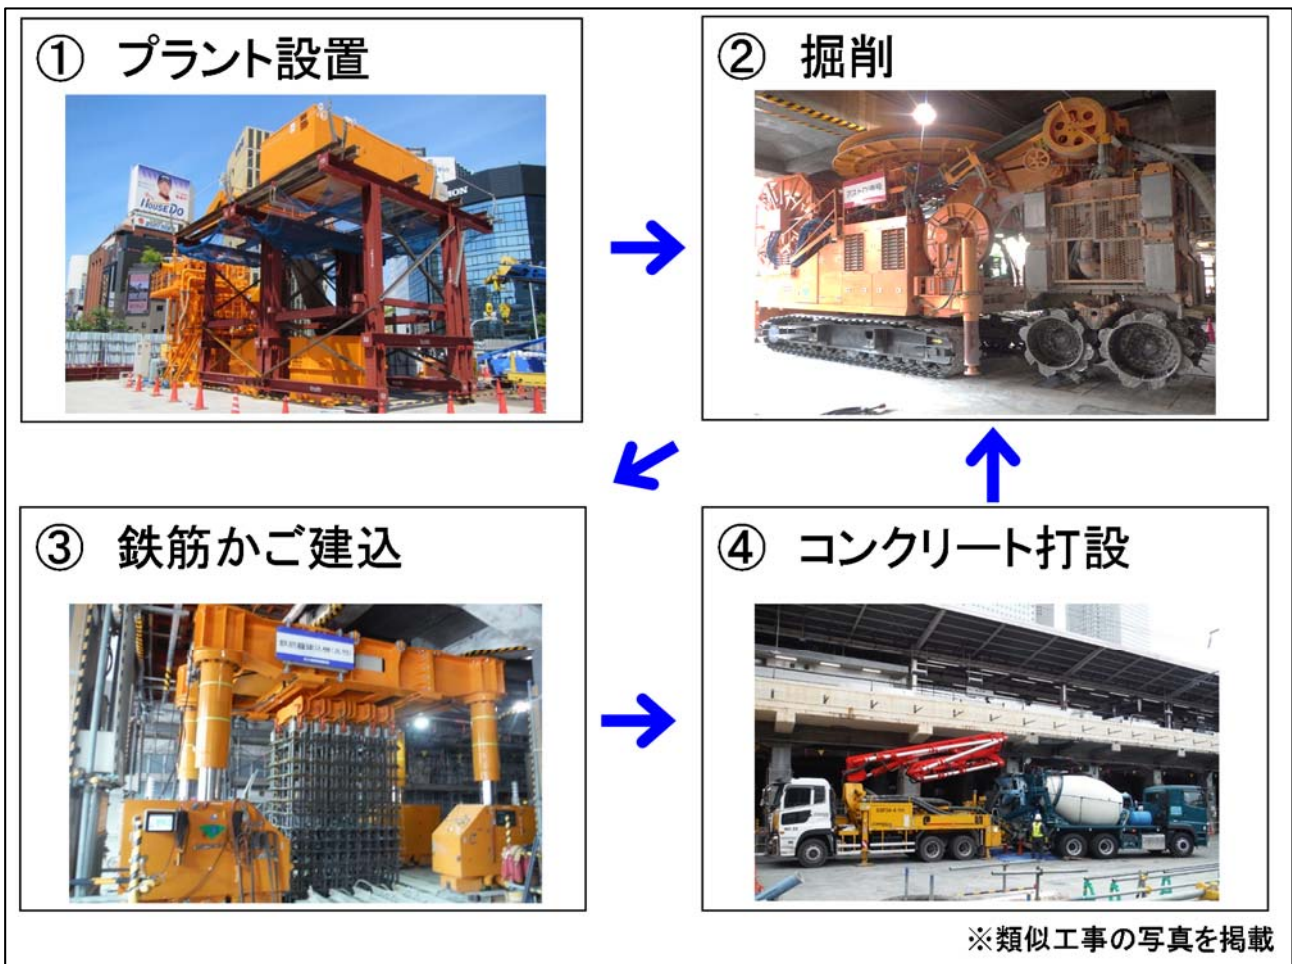 ① プラント設置
HOUSEDO
② 掘削
③ 鉄筋かご建込
④ コンクリート打設
※類似工事の写真を掲載